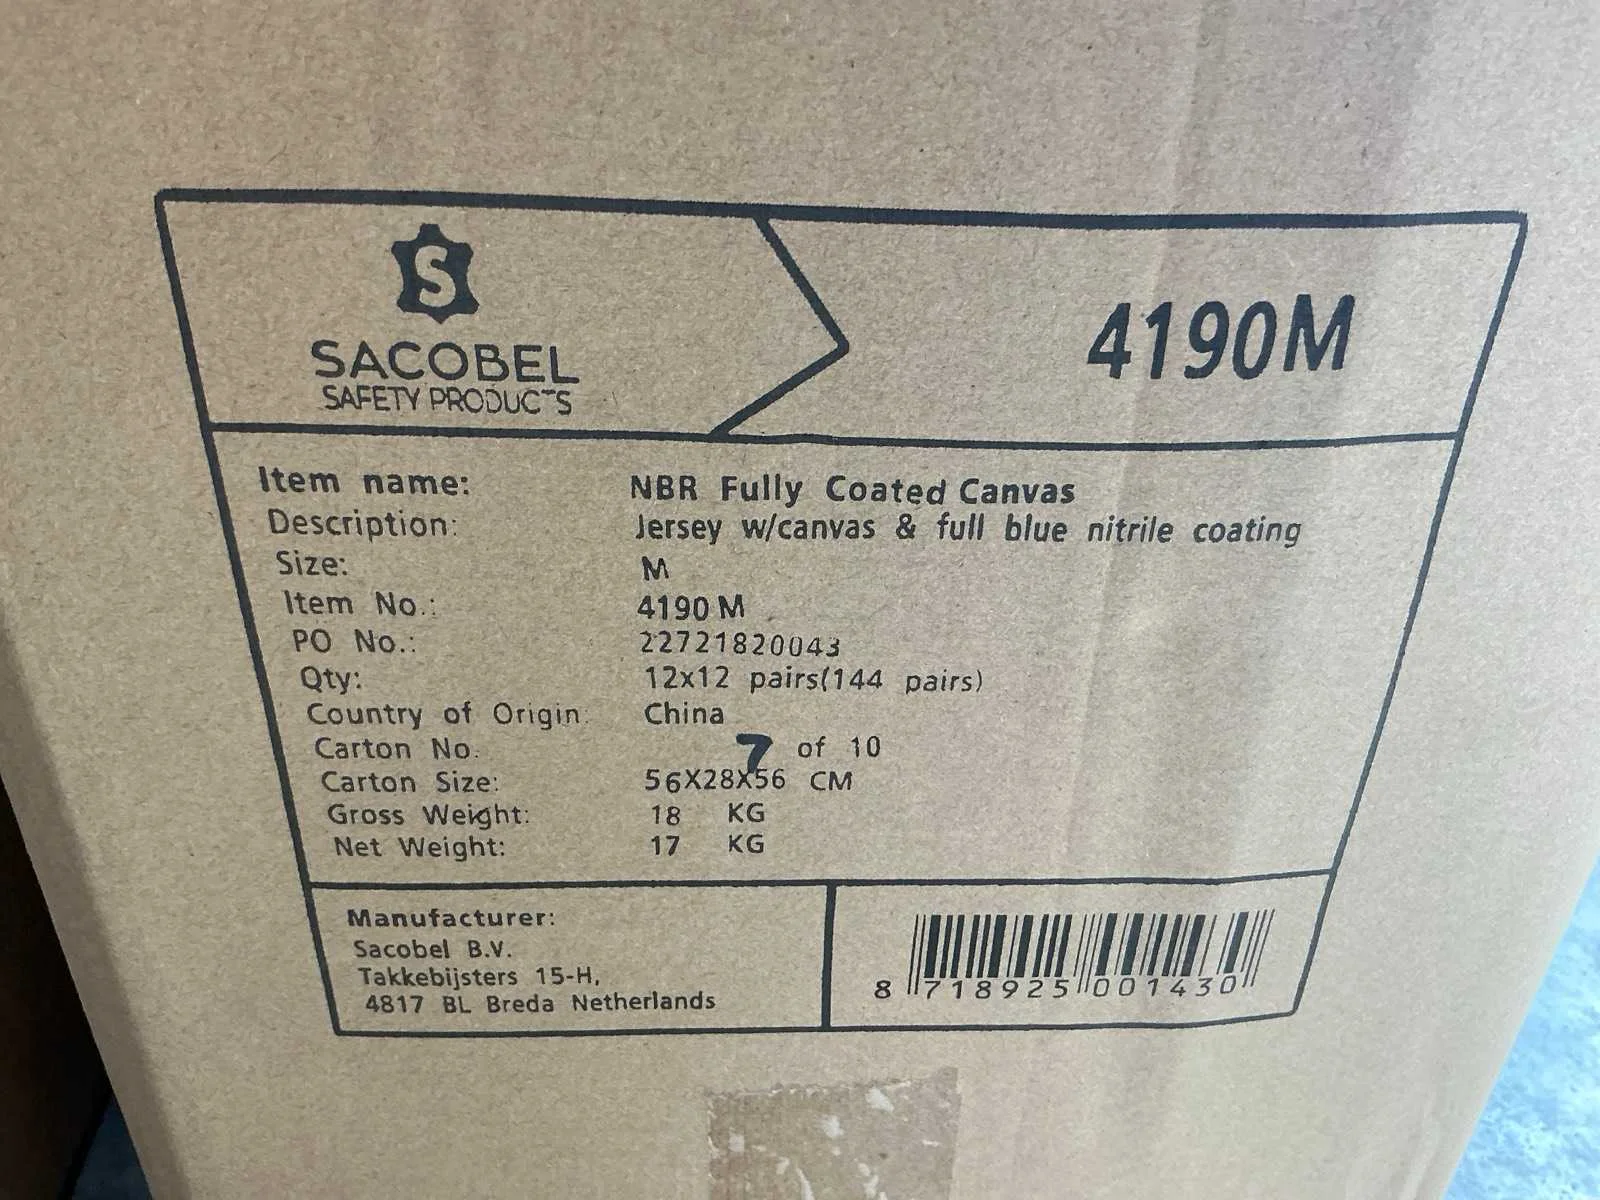 S
SACOBEL
SAFETY PRODUCTS
4190M
Item name: NBR Fully Coated Canvas
Description: Jersey w/canvas & full blue nitrile coating
Size: M
Item No.: 4190 M
PO No.: 22721820043
Qty: 12x12 pairs(144 pairs)
Country of Origin: China
Carton No. 7 of 10
Carton Size: 56X28X56 CM
Gross Weight: 18 KG
Net Weight: 17 KG
Manufacturer:
Sacobel B.V.
Takkebijsters 15-H,
4817 BL Breda Netherlands
8 718925 001430